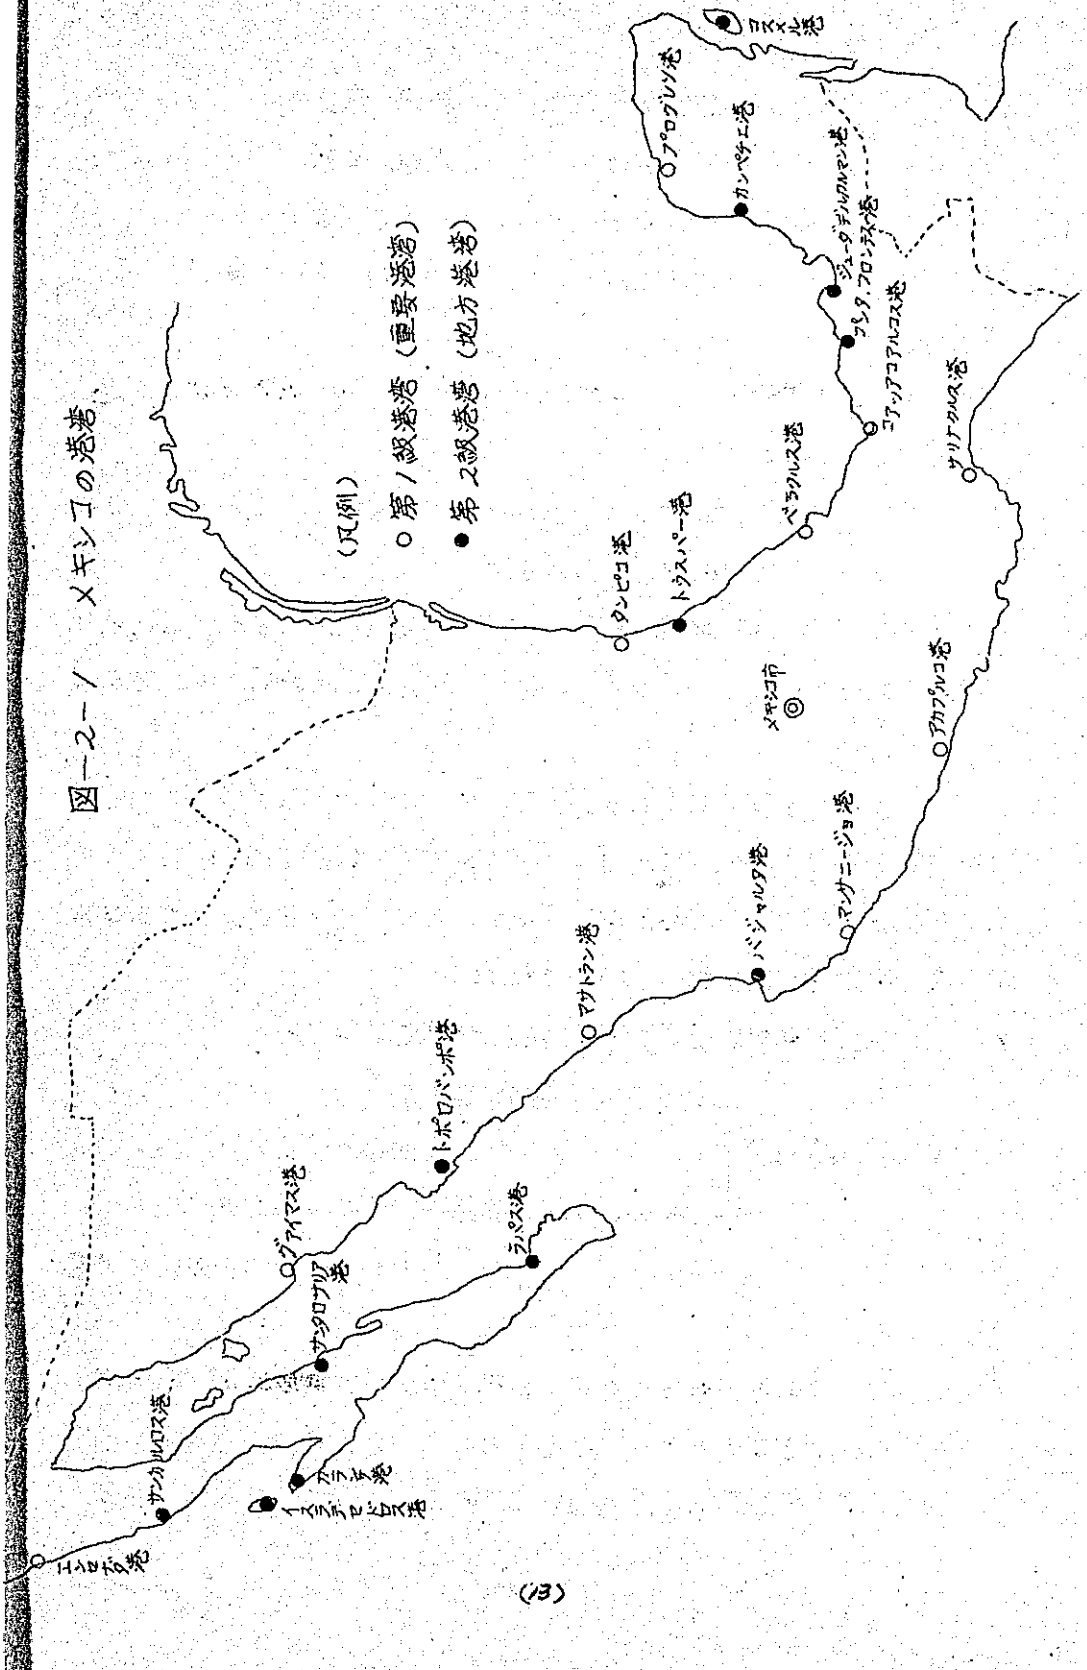 図-2-1 メキシコの港湾
(凡例)
○ 第1級港湾 (重要港湾)
● 第2級港湾 (地方港湾)
エンセナダ港
サンカルロス港
イスラデセドロス港
サンタロサリア港
グァイマス港
ラパス港
トポロバンポ港
マサトラン港
バジャルタ港
マンサニージョ港
アカプルコ港
サリナクルス港
メキシコ市
タンピコ港
トウスパー港
ベラクルス港
コアツアコアルコス港
フロンテス港
シューダデルカルマン港
カンペチェ港
プログレソ港
コスメル港
(13)